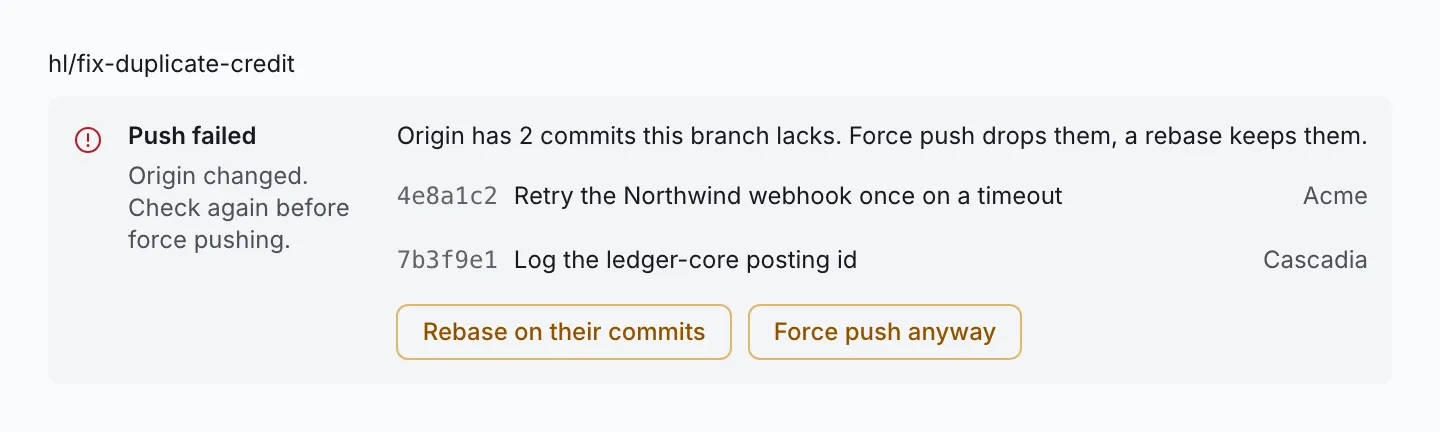 hl/fix-duplicate-credit
Push failed
Origin changed.
Check again before
force pushing.
Origin has 2 commits this branch lacks. Force push drops them, a rebase keeps them.
4e8a1c2 Retry the Northwind webhook once on a timeout Acme
7b3f9e1 Log the ledger-core posting id Cascadia
Rebase on their commits Force push anyway